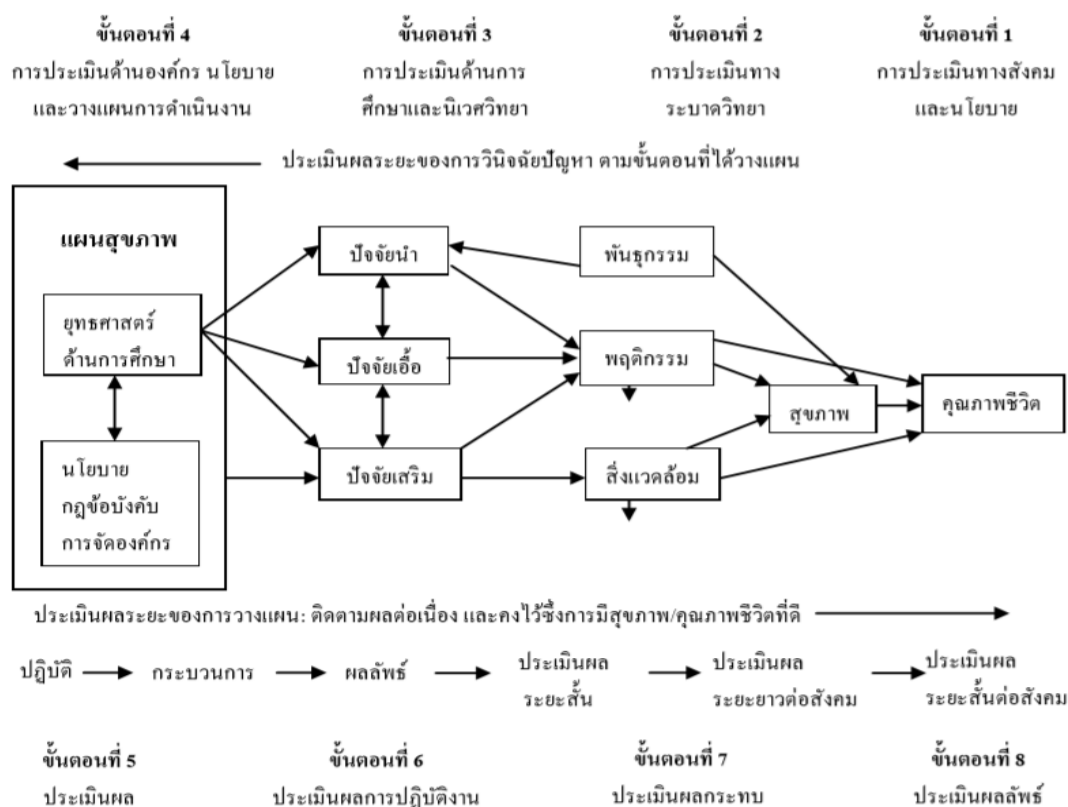 ขั้นตอนที่ 4 ขั้นตอนที่ 3 ขั้นตอนที่ 2 ขั้นตอนที่ 1
การประเมินด้านองค์กร นโยบาย การประเมินด้านการ การประเมินทาง การประเมินทางสังคม
และวางแผนการดำเนินงาน ศึกษาและนิเวศวิทยา ระบาดวิทยา และนโยบาย
ประเมินผลระยะของการวินิจฉัยปัญหา ตามขั้นตอนที่ได้วางแผน
แผนสุขภาพ
ปัจจัยนำ
พันธุกรรม
ยุทธศาสตร์
ด้านการศึกษา
ปัจจัยเอื้อ
พฤติกรรม
สุขภาพ
คุณภาพชีวิต
นโยบาย
กฎข้อบังคับ
การจัดองค์กร
ปัจจัยเสริม
สิ่งแวดล้อม
ประเมินผลระยะของการวางแผน: ติดตามผลต่อเนื่อง และคงไว้ซึ่งการมีสุขภาพ/คุณภาพชีวิตที่ดี
ปฏิบัติ กระบวนการ ผลลัพธ์ ประเมินผล ประเมินผล ประเมินผล
ระยะสั้น ระยะยาวต่อสังคม ระยะสั้นต่อสังคม
ขั้นตอนที่ 5 ขั้นตอนที่ 6 ขั้นตอนที่ 7 ขั้นตอนที่ 8
ประเมินผล ประเมินผลการปฏิบัติงาน ประเมินผลกระทบ ประเมินผลลัพธ์